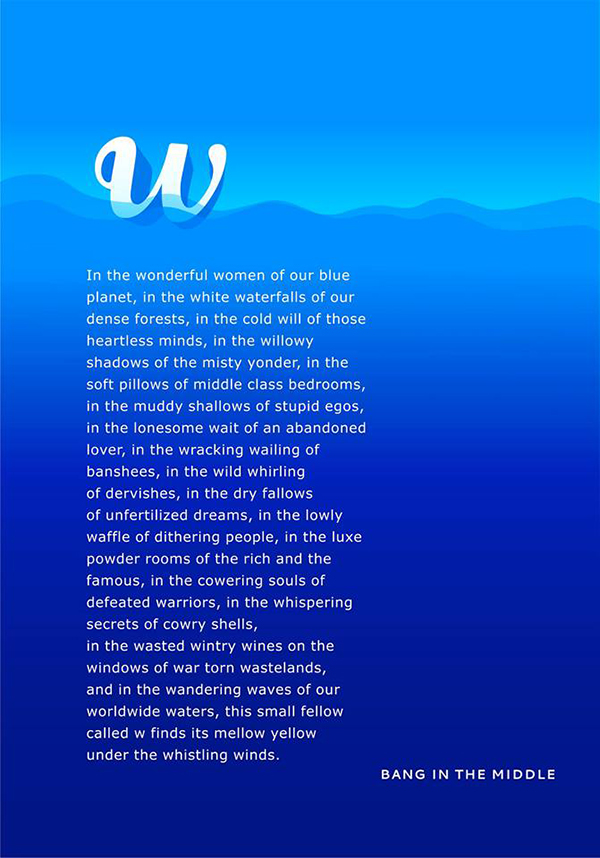 w
In the wonderful women of our blue
planet, in the white waterfalls of our
dense forests, in the cold will of those
heartless minds, in the willowy
shadows of the misty yonder, in the
soft pillows of middle class bedrooms,
in the muddy shallows of stupid egos,
in the lonesome wait of an abandoned
lover, in the wracking wailing of
banshees, in the wild whirling
of dervishes, in the dry fallows
of unfertilized dreams, in the lowly
waffle of dithering people, in the luxe
powder rooms of the rich and the
famous, in the cowering souls of
defeated warriors, in the whispering
secrets of cowry shells,
in the wasted wintry wines on the
windows of war torn wastelands,
and in the wandering waves of our
worldwide waters, this small fellow
called w finds its mellow yellow
under the whistling winds.
BANG IN THE MIDDLE